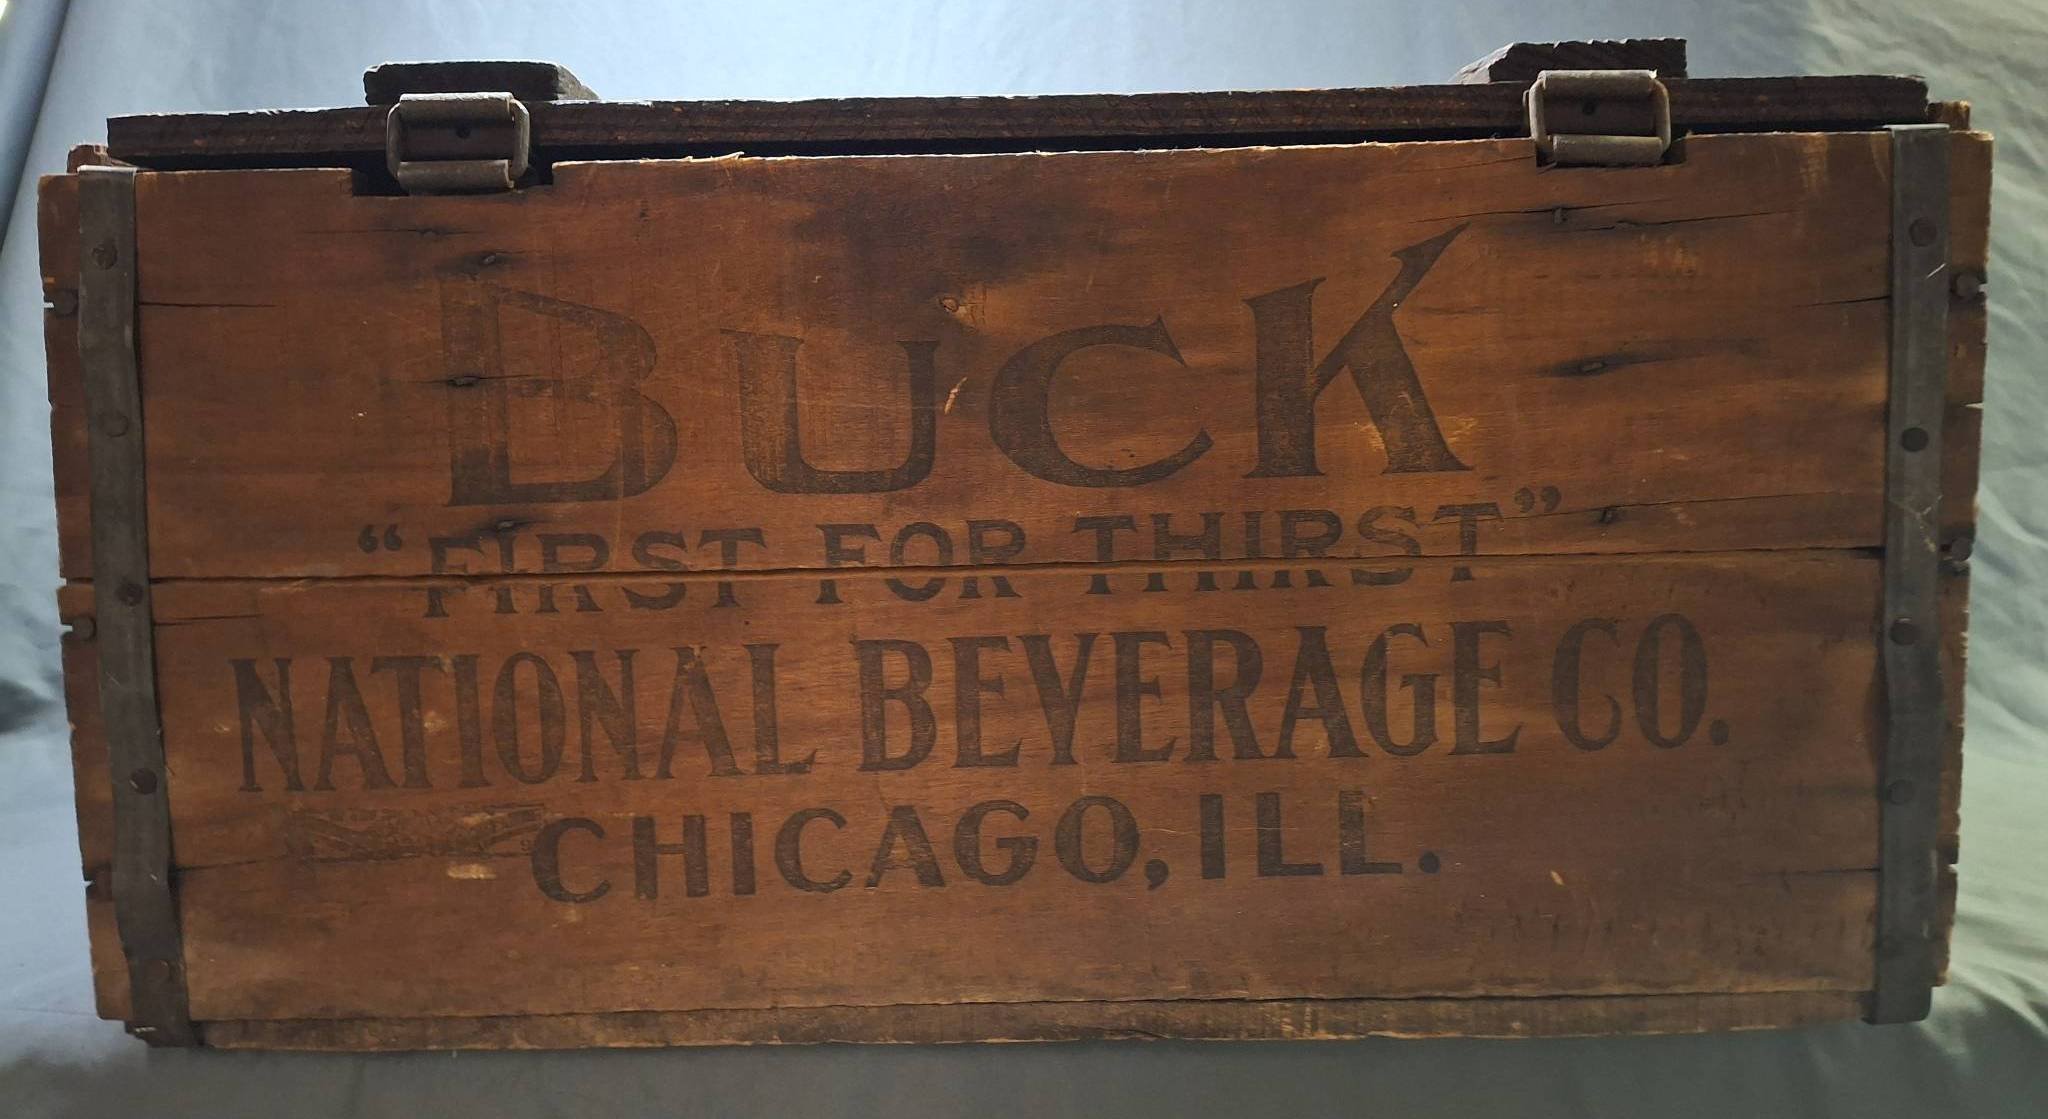 BUCK
“FIRST FOR THIRST”
NATIONAL BEVERAGE CO.
CHICAGO, ILL.